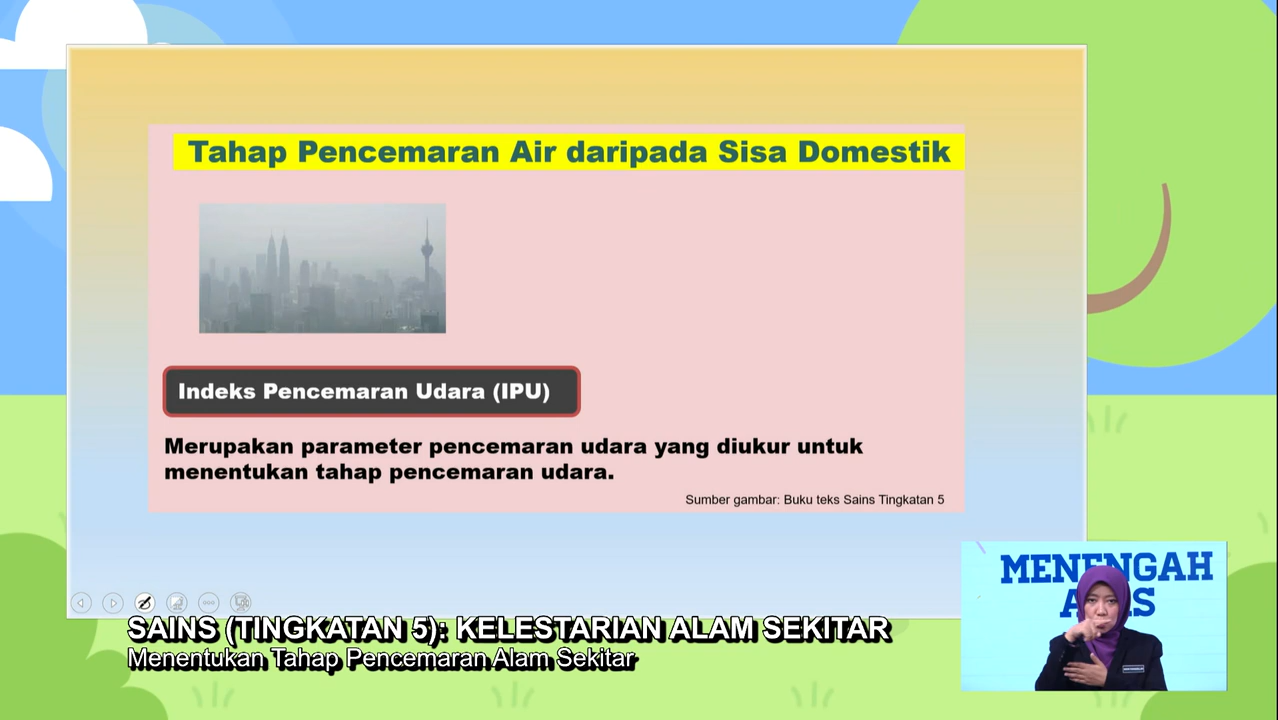 Tahap Pencemaran Air daripada Sisa Domestik
Indeks Pencemaran Udara (IPU)
Merupakan parameter pencemaran udara yang diukur untuk
menentukan tahap pencemaran udara.
Sumber gambar: Buku teks Sains Tingkatan 5
MENENGAH
SAINS (TINGKATAN 5): KELESTARIAN ALAM SEKITAR
Menentukan Tahap Pencemaran Alam Sekitar